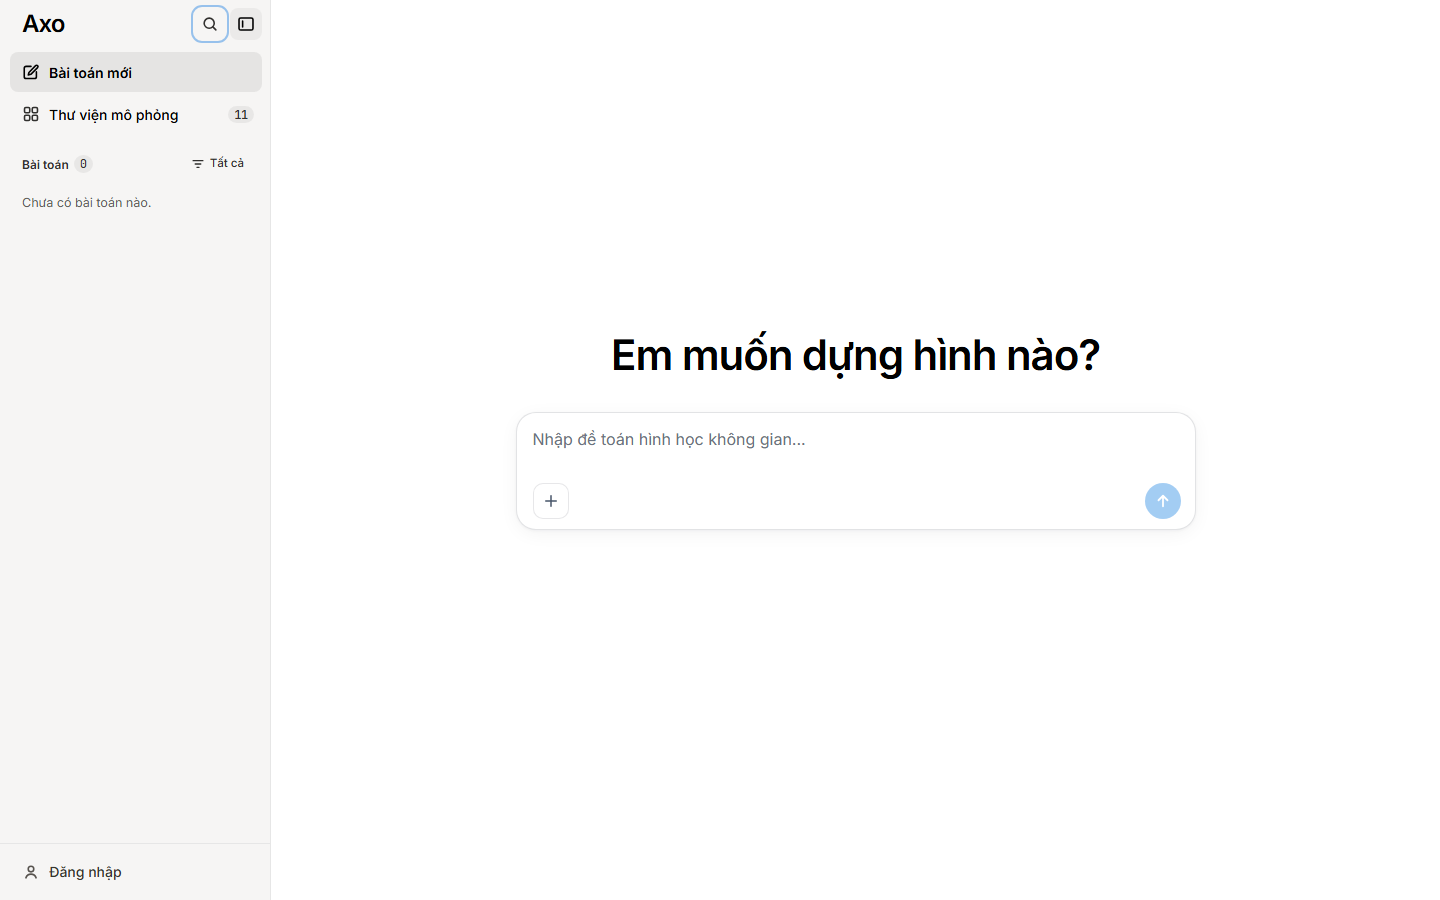 Axo
Bài toán mới
Thư viện mô phỏng 11
Bài toán 0 Tất cả
Chưa có bài toán nào.
Em muốn dựng hình nào?
Nhập đề toán hình học không gian...
Đăng nhập